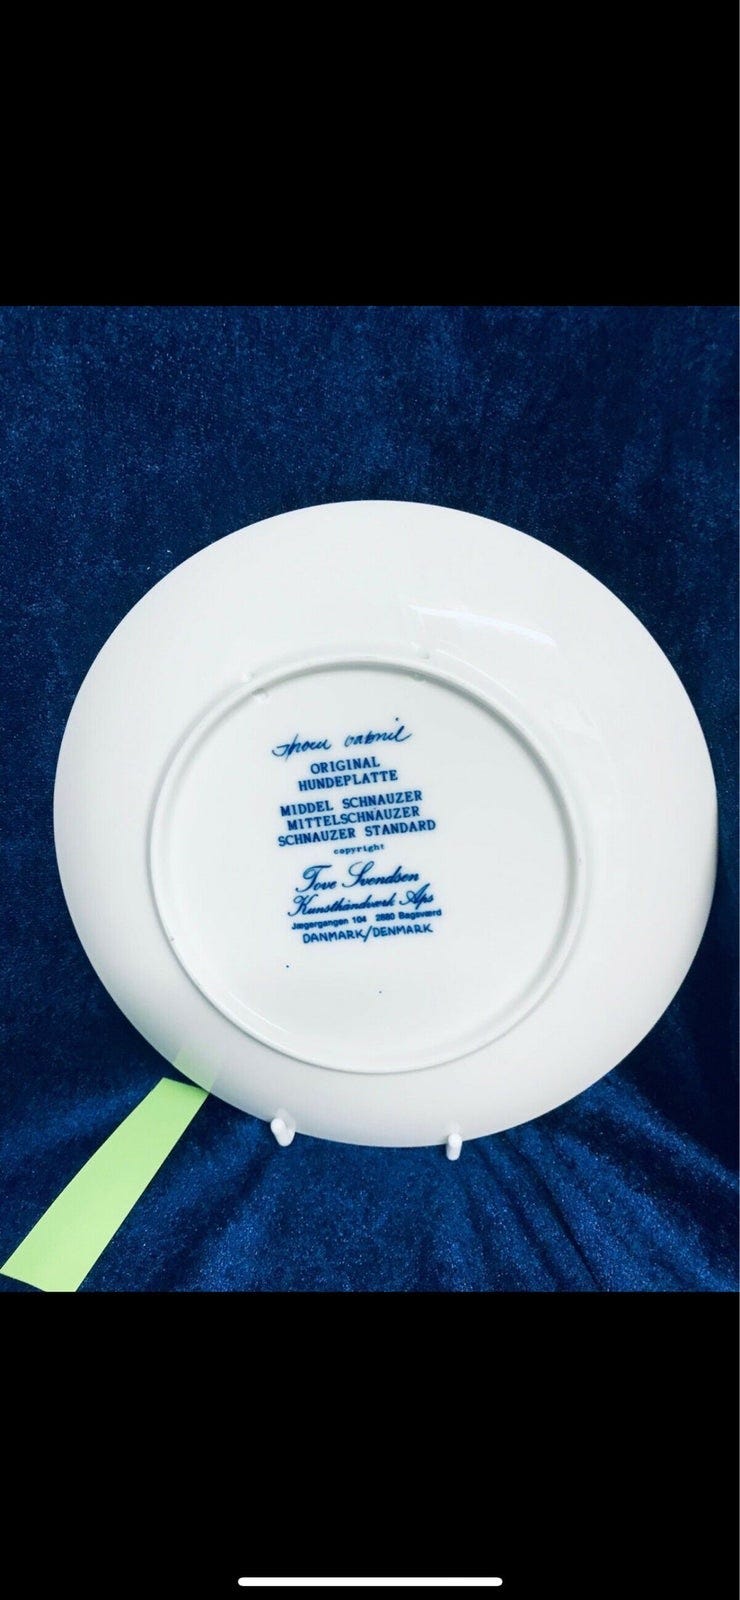 ORIGINAL
HUNDEPLATTE
MIDDEL SCHNAUZER
MITTELSCHNAUZER
SCHNAUZER STANDARD
copyright
Tove Svendsen
Kunsthåndværk Aps
Jægergangen 104 2880 Bagsværd
DANMARK/DENMARK